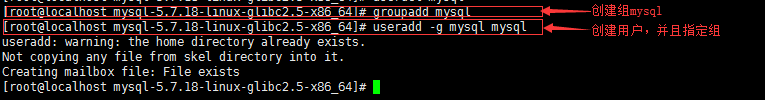 [root@localhost mysql-5.7.18-linux-glibc2.5-x86_64]# groupadd mysql 创建组mysql
[root@localhost mysql-5.7.18-linux-glibc2.5-x86_64]# useradd -g mysql mysql 创建用户，并且指定组
useradd: warning: the home directory already exists.
Not copying any file from skel directory into it.
Creating mailbox file: File exists
[root@localhost mysql-5.7.18-linux-glibc2.5-x86_64]#